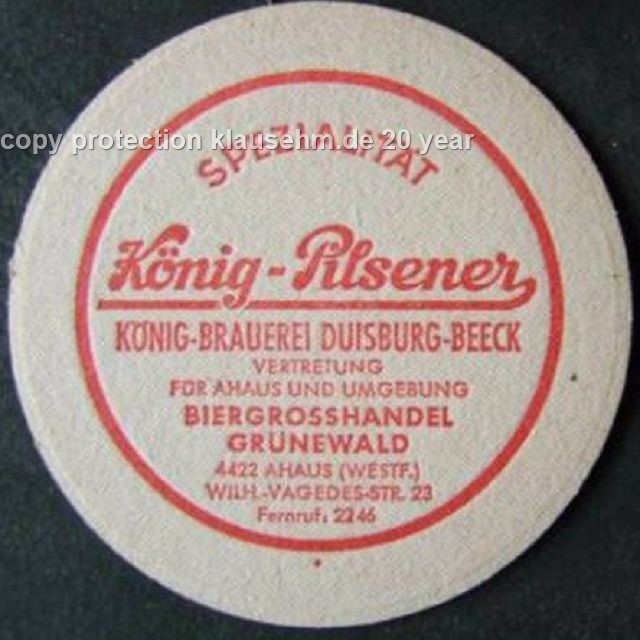 copy protection klausehm.de 20 year
SPEZIALITÄT
König-Pilsener
KÖNIG-BRAUEREI DUISBURG-BEECK
VERTRETUNG
FÜR AHAUS UND UMGEBUNG
BIERGROSSHANDEL
GRÜNEWALD
4422 AHAUS (WESTF.)
WILH.-VAGEDES-STR. 23
Fernruf: 2246